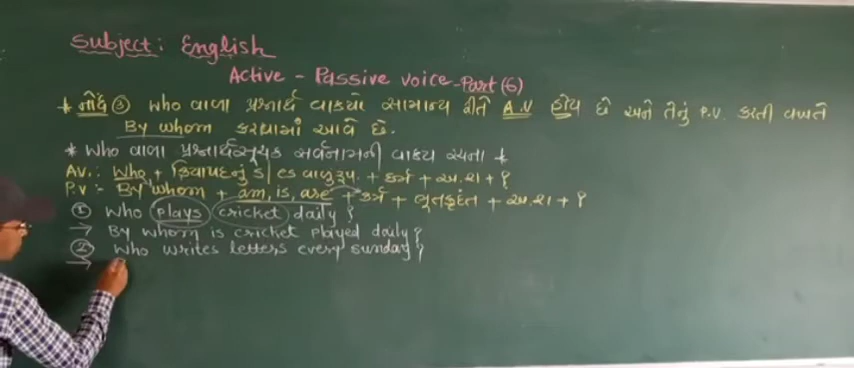 Subject: English
Active - Passive voice - Part (6)
* નોંધ ③ who વાળા પ્રશ્નાર્થ વાક્યો સામાન્ય રીતે A.V હોય છે અને તેનું P.V. કરતી વખતે
By whom કરવામાં આવે છે.
* Who વાળા પ્રશ્નાર્થસૂચક સર્વનામની વાક્ય રચના *
AV.: Who + ક્રિયાપદનું s / es વાળુ રૂપ. + કર્મ + અ.શા + ?
P.V :- By whom + am, is, are + કર્મ + ભૂતકૃદંત + અ.શા + ?
① Who plays cricket daily ?
→ By whom is cricket played daily ?
② Who writes letters every sunday ?
→